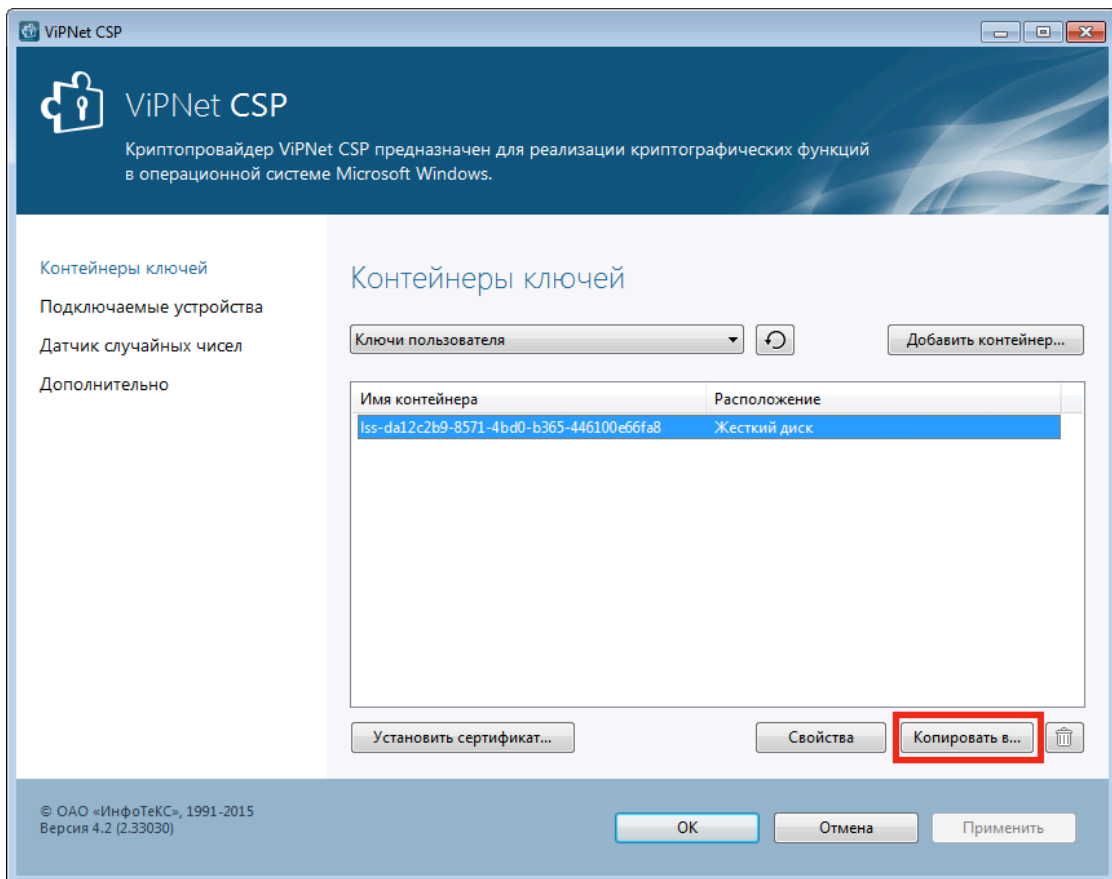 ViPNet CSP
ViPNet CSP
Криптопровайдер ViPNet CSP предназначен для реализации криптографических функций
в операционной системе Microsoft Windows.
Контейнеры ключей
Подключаемые устройства
Датчик случайных чисел
Дополнительно
Контейнеры ключей
Ключи пользователя
Добавить контейнер...
Имя контейнера
Расположение
lss-da12c2b9-8571-4bd0-b365-446100e66fa8
Жесткий диск
Установить сертификат...
Свойства
Копировать в...
© ОАО «ИнфоТеКС», 1991-2015
Версия 4.2 (2.33030)
OK
Отмена
Применить